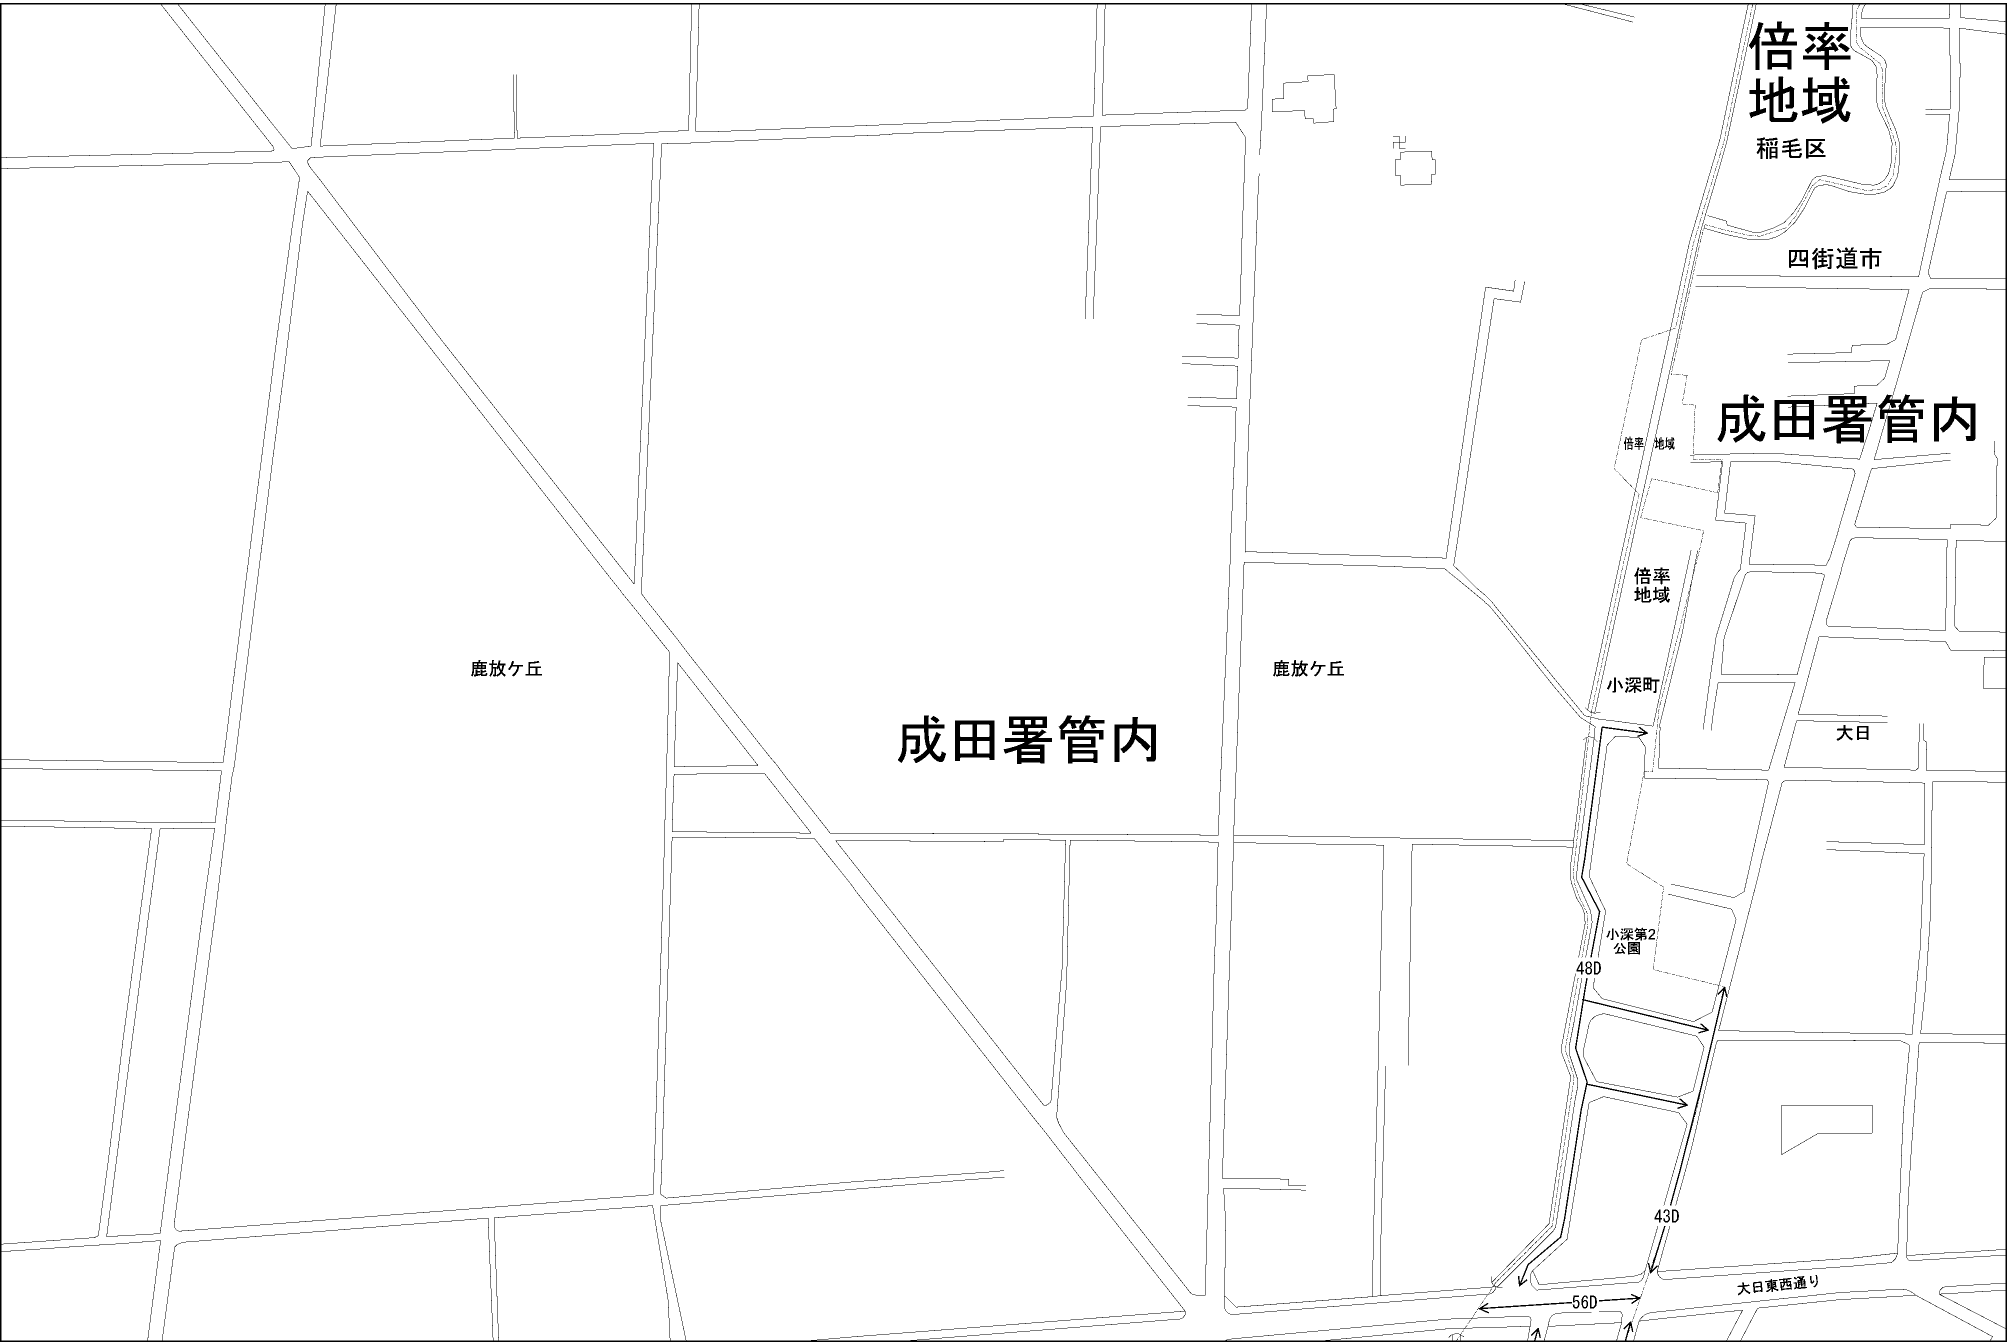 倍率
地域
稲毛区
四街道市
成田署管内
倍率 地域
倍率
地域
鹿放ケ丘
鹿放ケ丘
小深町
成田署管内
大日
小深第2
公園
48D
43D
大日東西通り
56D